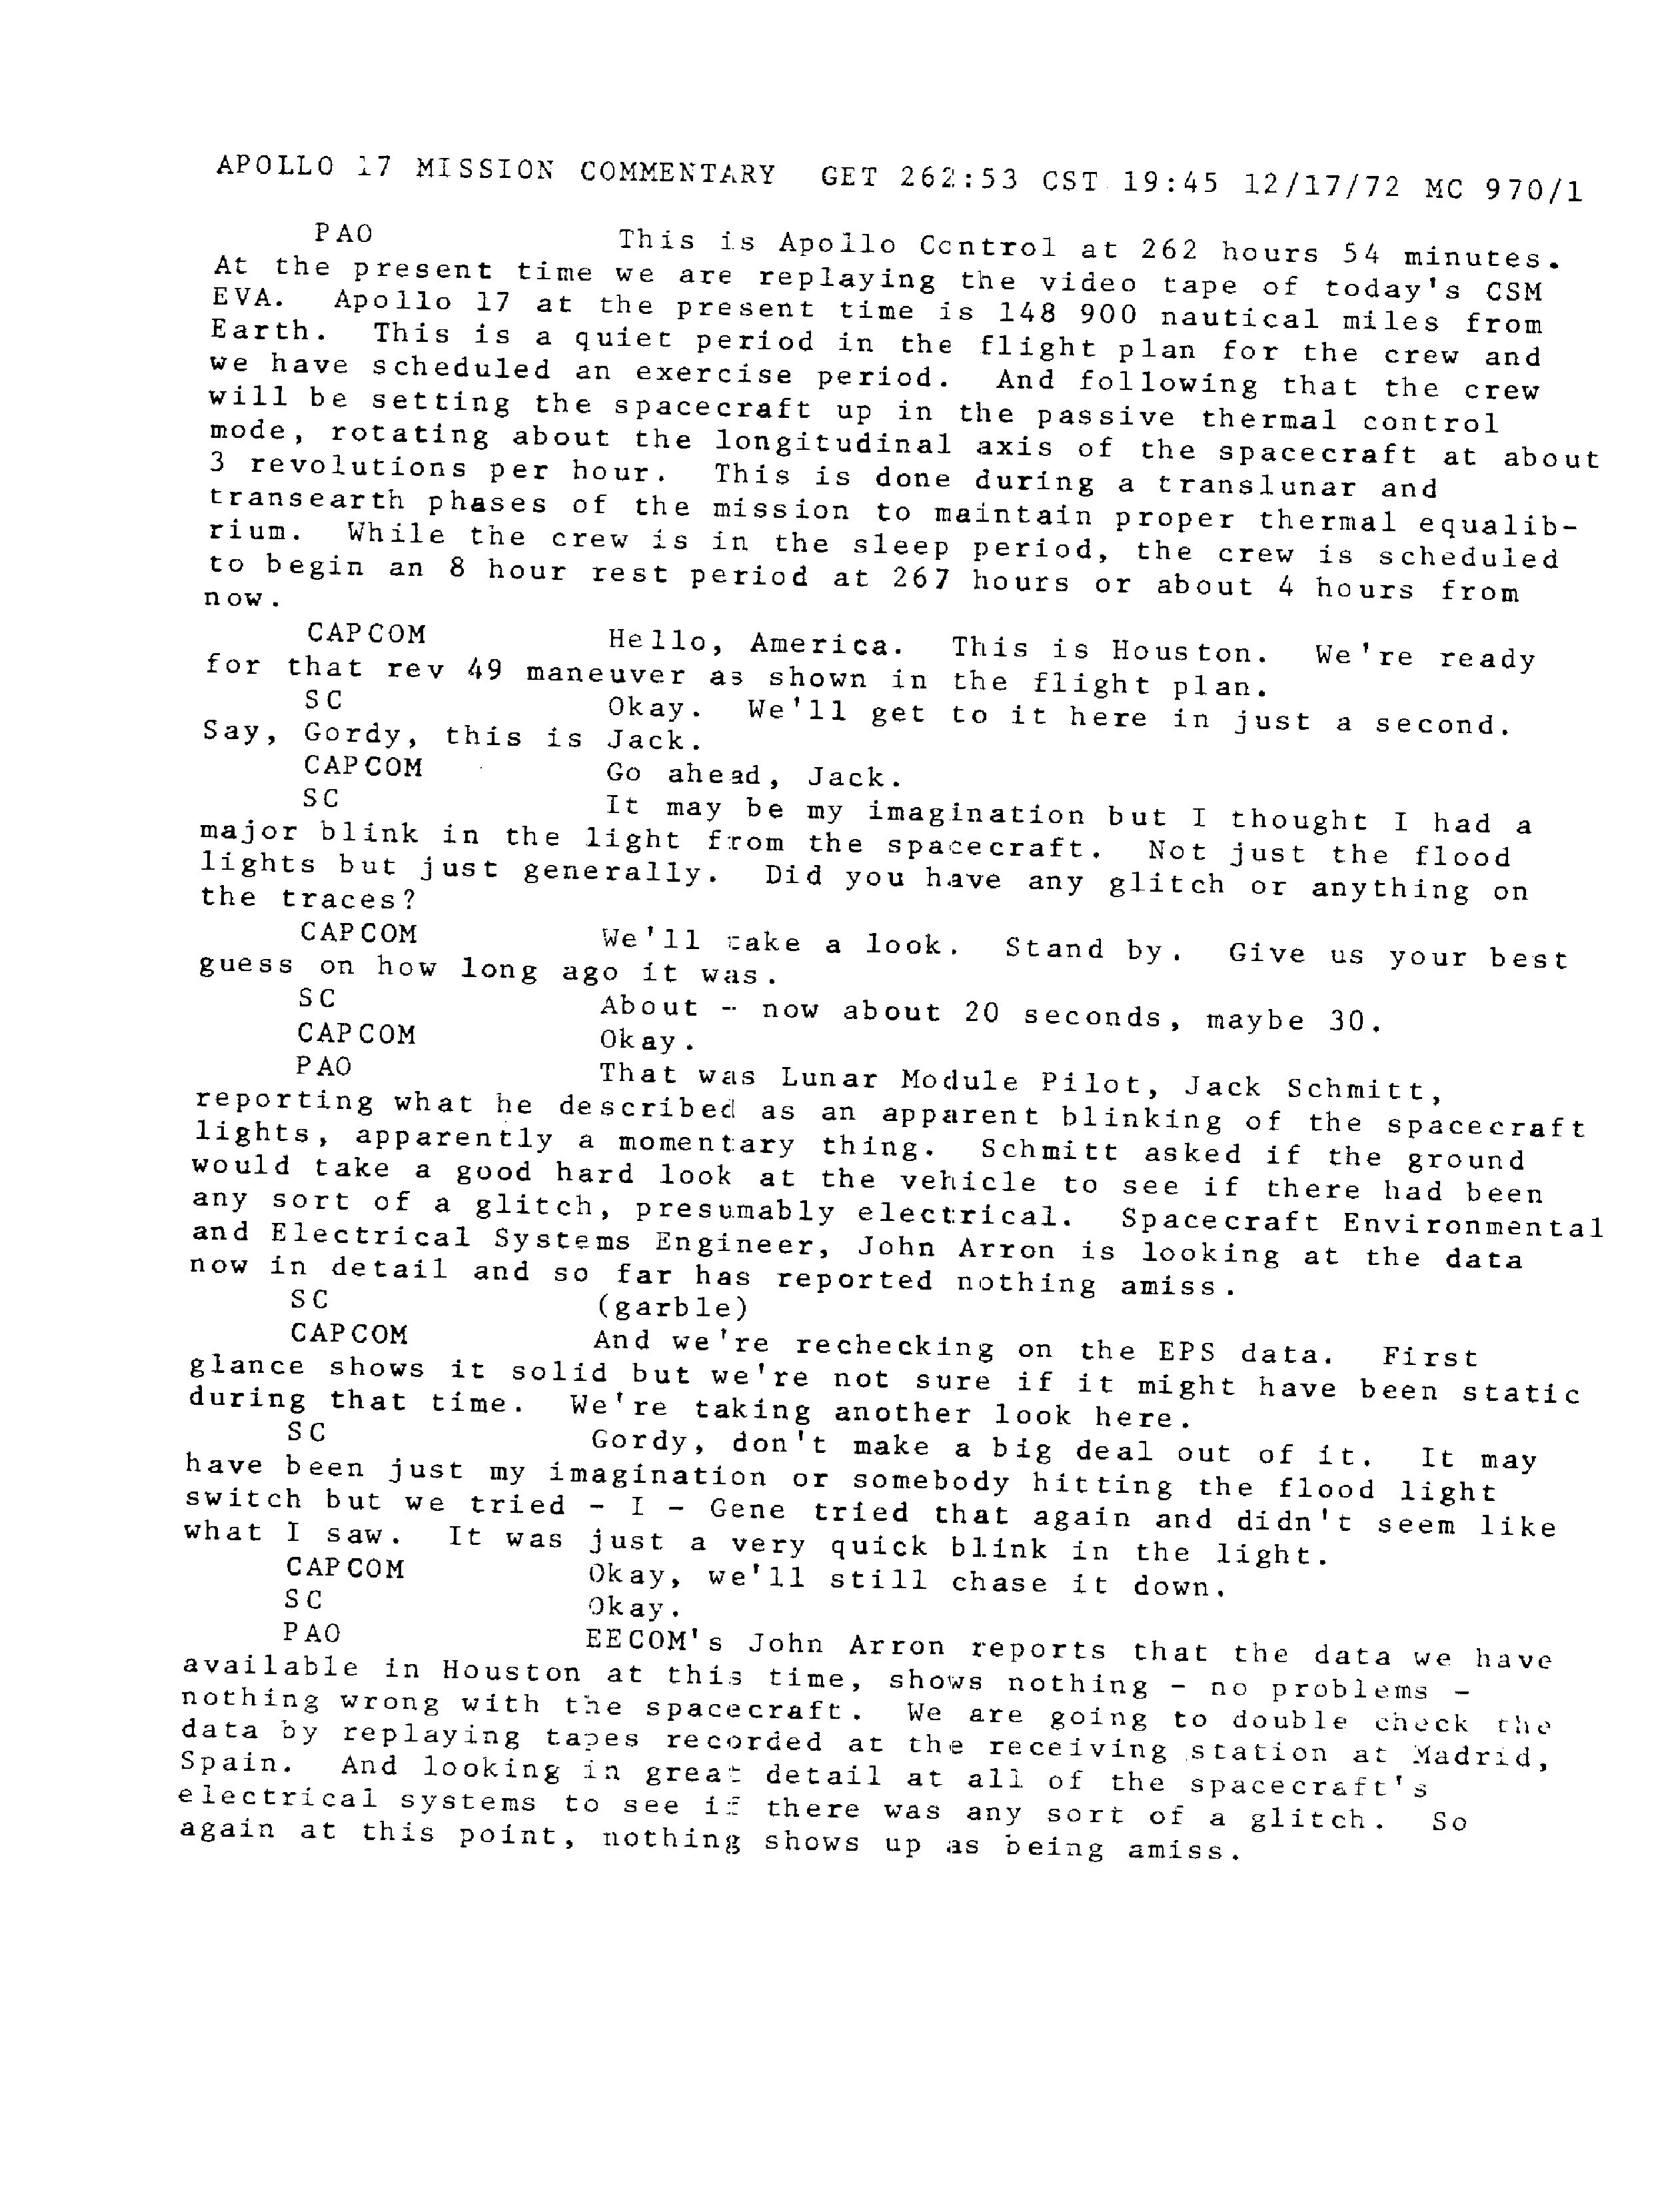 APOLLO 17 MISSION COMMENTARY GET 262:53 CST 19:45 12/17/72 MC 970/1
PAO This is Apollo Control at 262 hours 54 minutes.
At the present time we are replaying the video tape of today's CSM
EVA. Apollo 17 at the present time is 148 900 nautical miles from
Earth. This is a quiet period in the flight plan for the crew and
we have scheduled an exercise period. And following that the crew
will be setting the spacecraft up in the passive thermal control
mode, rotating about the longitudinal axis of the spacecraft at about
3 revolutions per hour. This is done during a translunar and
transearth phases of the mission to maintain proper thermal equalib-
rium. While the crew is in the sleep period, the crew is scheduled
to begin an 8 hour rest period at 267 hours or about 4 hours from
now.
CAPCOM Hello, America. This is Houston. We're ready
for that rev 49 maneuver as shown in the flight plan.
SC Okay. We'll get to it here in just a second.
Say, Gordy, this is Jack.
CAPCOM Go ahead, Jack.
SC It may be my imagination but I thought I had a
major blink in the light from the spacecraft. Not just the flood
lights but just generally. Did you have any glitch or anything on
the traces?
CAPCOM We'll take a look. Stand by. Give us your best
guess on how long ago it was.
SC About - now about 20 seconds, maybe 30.
CAPCOM Okay.
PAO That was Lunar Module Pilot, Jack Schmitt,
reporting what he described as an apparent blinking of the spacecraft
lights, apparently a momentary thing. Schmitt asked if the ground
would take a good hard look at the vehicle to see if there had been
any sort of a glitch, presumably electrical. Spacecraft Environmental
and Electrical Systems Engineer, John Arron is looking at the data
now in detail and so far has reported nothing amiss.
SC (garble)
CAPCOM And we're rechecking on the EPS data. First
glance shows it solid but we're not sure if it might have been static
during that time. We're taking another look here.
SC Gordy, don't make a big deal out of it. It may
have been just my imagination or somebody hitting the flood light
switch but we tried - I - Gene tried that again and didn't seem like
what I saw. It was just a very quick blink in the light.
CAPCOM Okay, we'll still chase it down.
SC Okay.
PAO EECOM's John Arron reports that the data we have
available in Houston at this time, shows nothing - no problems -
nothing wrong with the spacecraft. We are going to double check the
data by replaying tapes recorded at the receiving station at Madrid,
Spain. And looking in great detail at all of the spacecraft's
electrical systems to see if there was any sort of a glitch. So
again at this point, nothing shows up as being amiss.